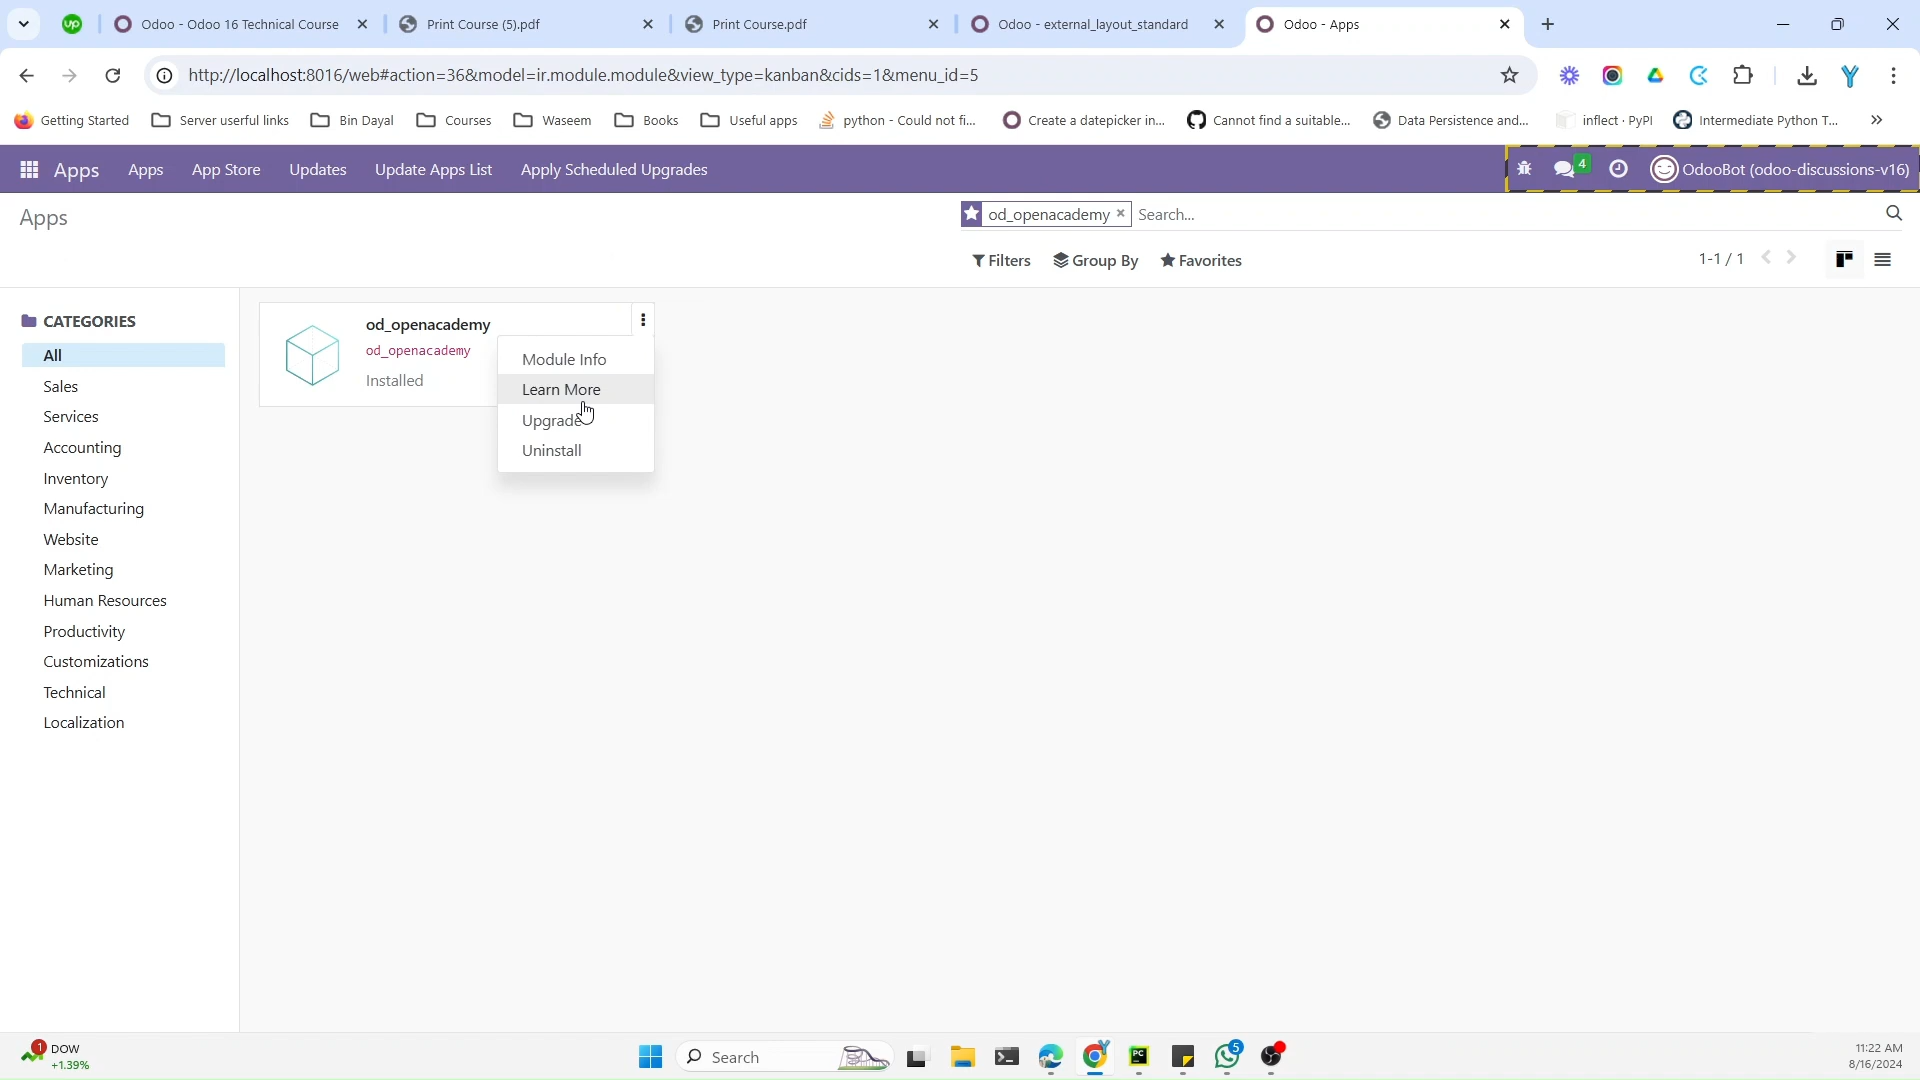 up
Odoo - Odoo 16 Technical Course
Print Course (5).pdf
Print Course.pdf
Odoo - external_layout_standard
Odoo - Apps
http://localhost:8016/web#action=36&model=ir.module.module&view_type=kanban&cids=1&menu_id=5
Getting Started
Server userful links
Bin Dayal
Courses
Waseem
Books
Useful apps
python - Could not fi...
Create a datepicker in...
Cannot find a suitable...
Data Persistence and...
inflect · PyPI
Intermediate Python T...
Apps
Apps
App Store
Updates
Update Apps List
Apply Scheduled Upgrades
4
OdooBot (odoo-discussions-v16)
Apps
od_openacademy
Search...
Filters
Group By
Favorites
1-1 / 1
CATEGORIES
All
Sales
Services
Accounting
Inventory
Manufacturing
Website
Marketing
Human Resources
Productivity
Customizations
Technical
Localization
od_openacademy
od_openacademy
Installed
Module Info
Learn More
Upgrade
Uninstall
1
DOW
+1.39%
Search
PC
5
11:22 AM
8/16/2024